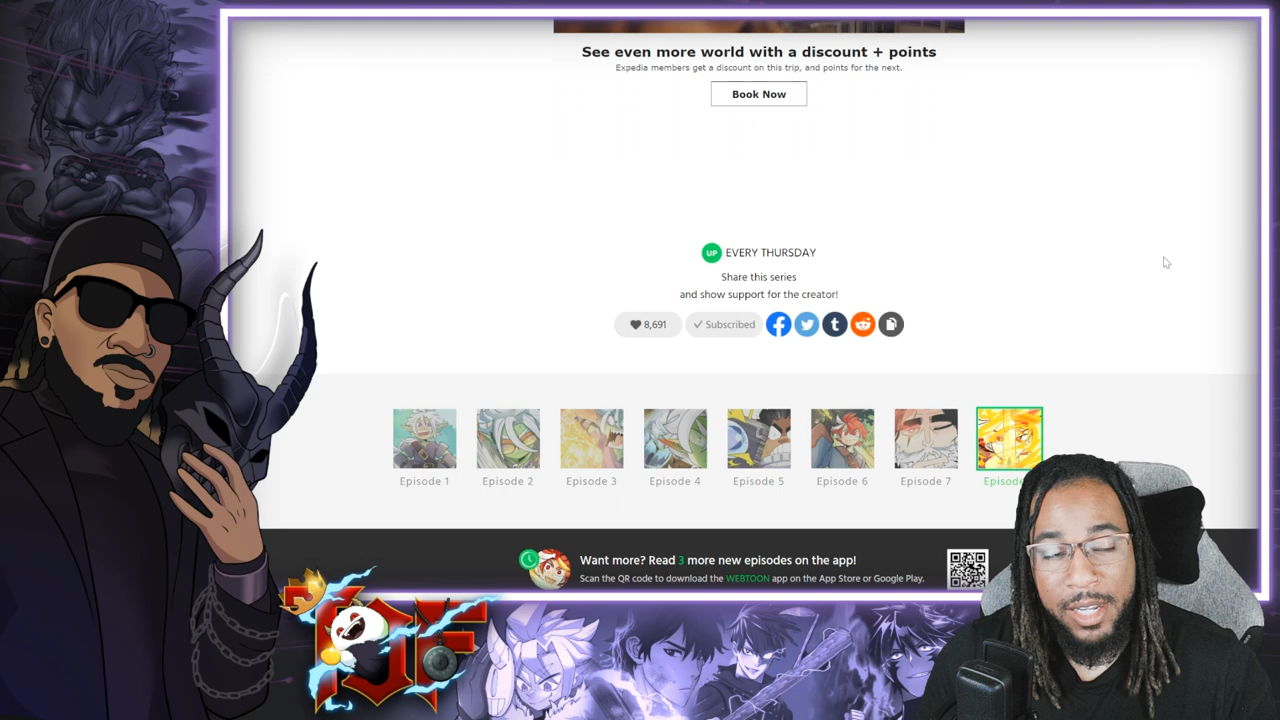 See even more world with a discount + points
Expedia members get a discount on this trip, and points for the next.
Book Now
UP EVERY THURSDAY
Share this series
and show support for the creator!
8,691
Subscribed
Episode 1
Episode 2
Episode 3
Episode 4
Episode 5
Episode 6
Episode 7
Episode
Want more? Read 3 more new episodes on the app!
Scan the QR code to download the WEBTOON app on the App Store or Google Play.